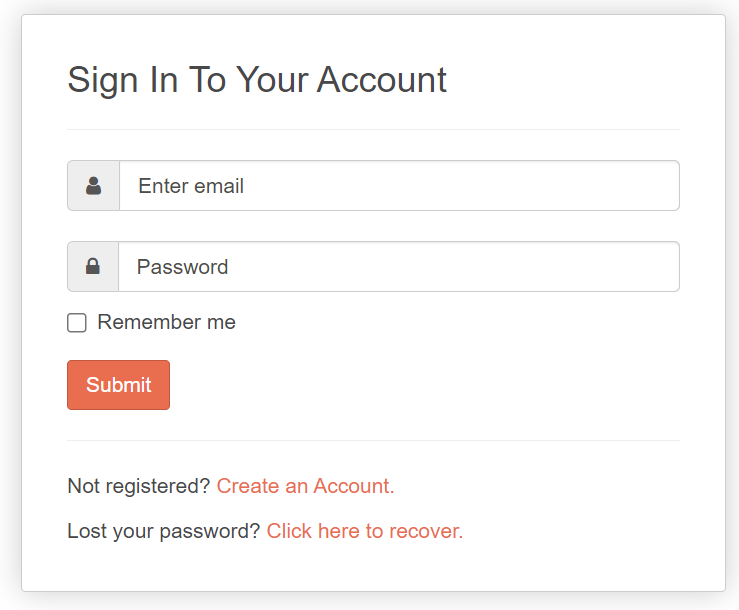 Sign In To Your Account
Enter email
Password
Remember me
Submit
Not registered? Create an Account.
Lost your password? Click here to recover.